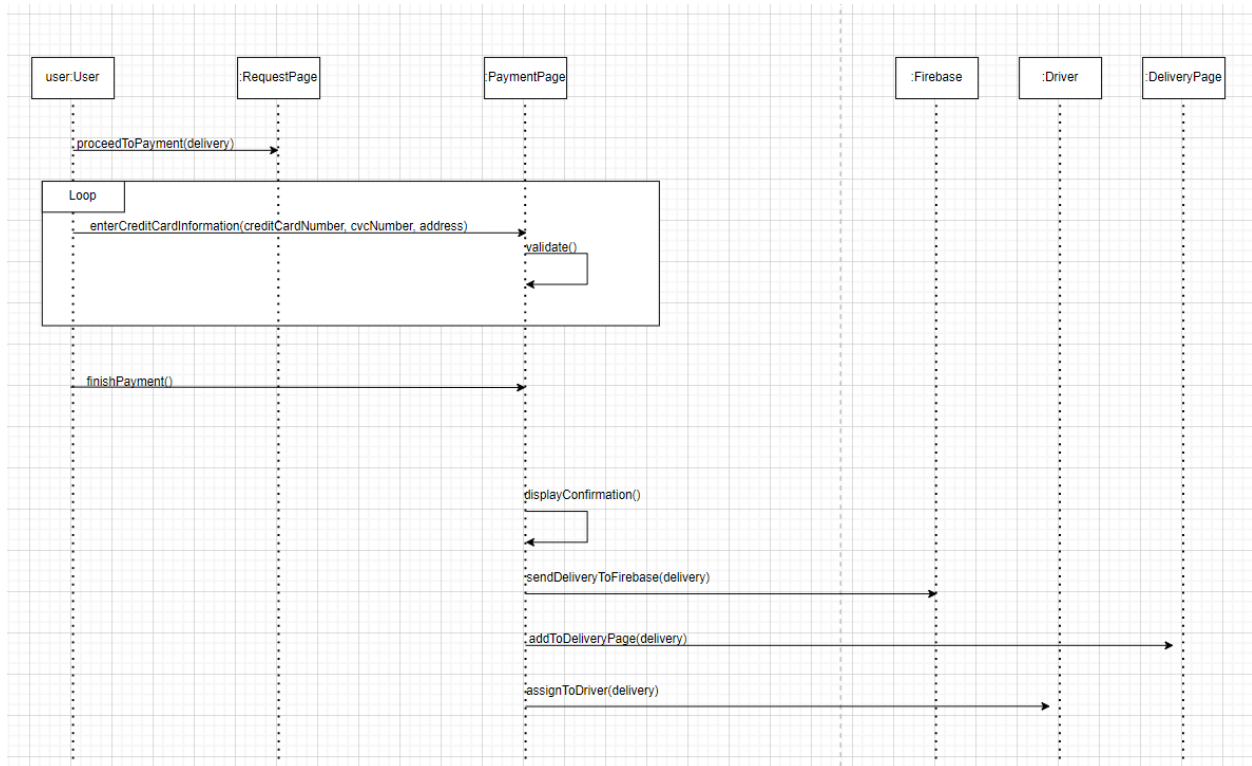 user:User
:RequestPage
:PaymentPage
:Firebase
:Driver
:DeliveryPage
proceedToPayment(delivery)
Loop
enterCreditCardInformation(creditCardNumber, cvcNumber, address)
validate()
finishPayment()
displayConfirmation()
sendDeliveryToFirebase(delivery)
addToDeliveryPage(delivery)
assignToDriver(delivery)